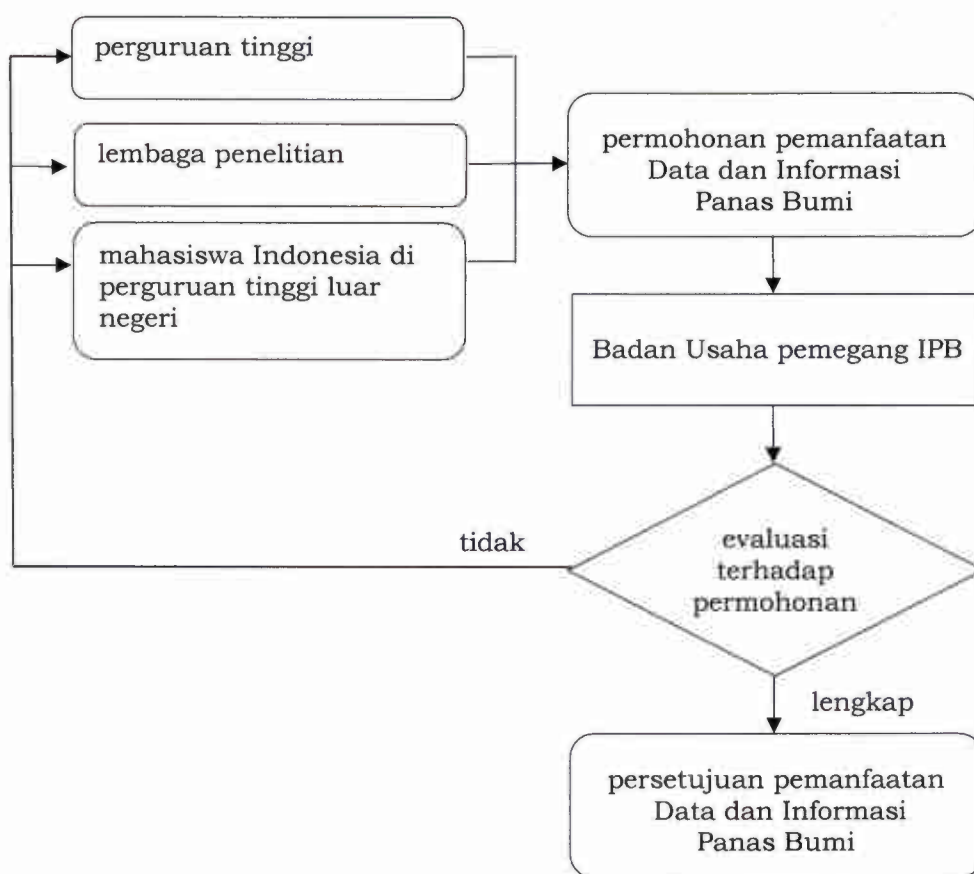 perguruan tinggi
lembaga penelitian
mahasiswa Indonesia di
perguruan tinggi luar
negeri
permohonan pemanfaatan
Data dan Informasi
Panas Bumi
Badan Usaha pemegang IPB
evaluasi
terhadap
permohonan
tidak
lengkap
persetujuan pemanfaatan
Data dan Informasi
Panas Bumi